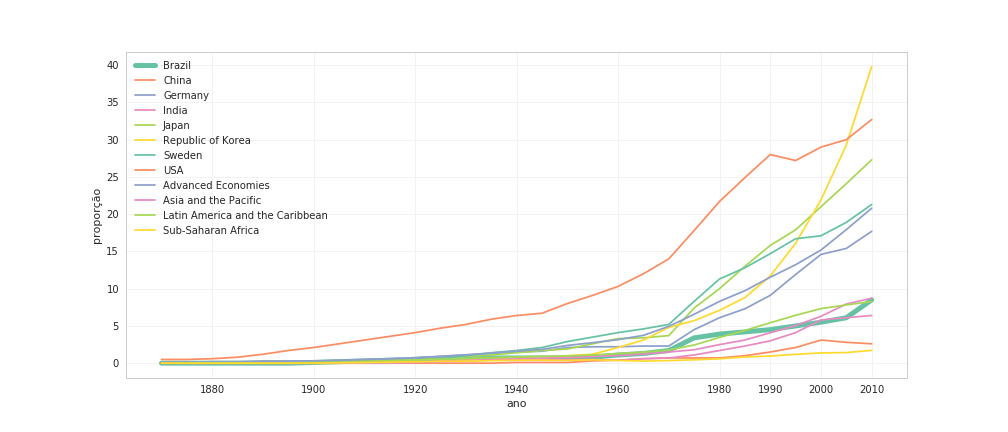 40
35
30
25
20
15
10
5
0
proporção
Brazil
China
Germany
India
Japan
Republic of Korea
Sweden
USA
Advanced Economies
Asia and the Pacific
Latin America and the Caribbean
Sub-Saharan Africa
1880 1900 1920 1940 1960 1980 1990 2000 2010
ano